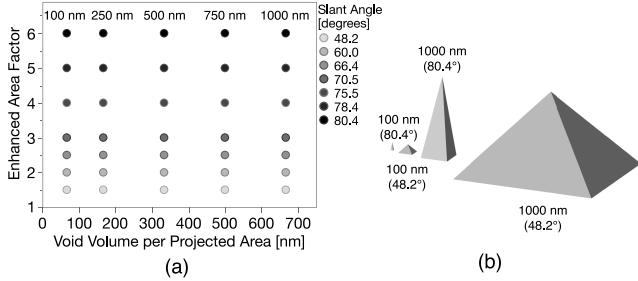 100 nm 250 nm 500 nm 750 nm 1000 nm
Slant Angle
[degrees]
48.2
60.0
66.4
70.5
75.5
78.4
80.4
Enhanced Area Factor
6
5
4
3
2
1
0 100 200 300 400 500 600 700
Void Volume per Projected Area [nm]
(a)
1000 nm
(80.4°)
100 nm
(80.4°)
100 nm
(48.2°)
1000 nm
(48.2°)
(b)